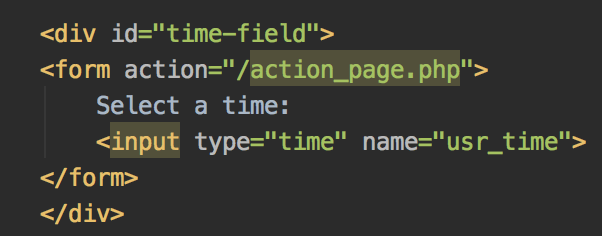 <div id="time-field">
<form action="/action_page.php">
Select a time:
<input type="time" name="usr_time">
</form>
</div>